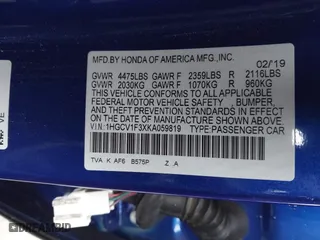 MFD.BY HONDA OF AMERICA MFG.,INC. 02/19
GVWR 4475LBS GAWR F 2359LBS R 2116LBS
GVWR 2030KG GAWR F 1070KG R 960KG
THIS VEHICLE CONFORMS TO ALL APPLICABLE
FEDERAL MOTOR VEHICLE SAFETY, BUMPER,
AND THEFT PREVENTION STANDARDS IN EFFECT
ON THE DATE OF MANUFACTURE SHOWN ABOVE.
VIN:1HGCV1F3XKA059819 TYPE:PASSENGER CAR
TVA K AF6 B575P Z A
VE